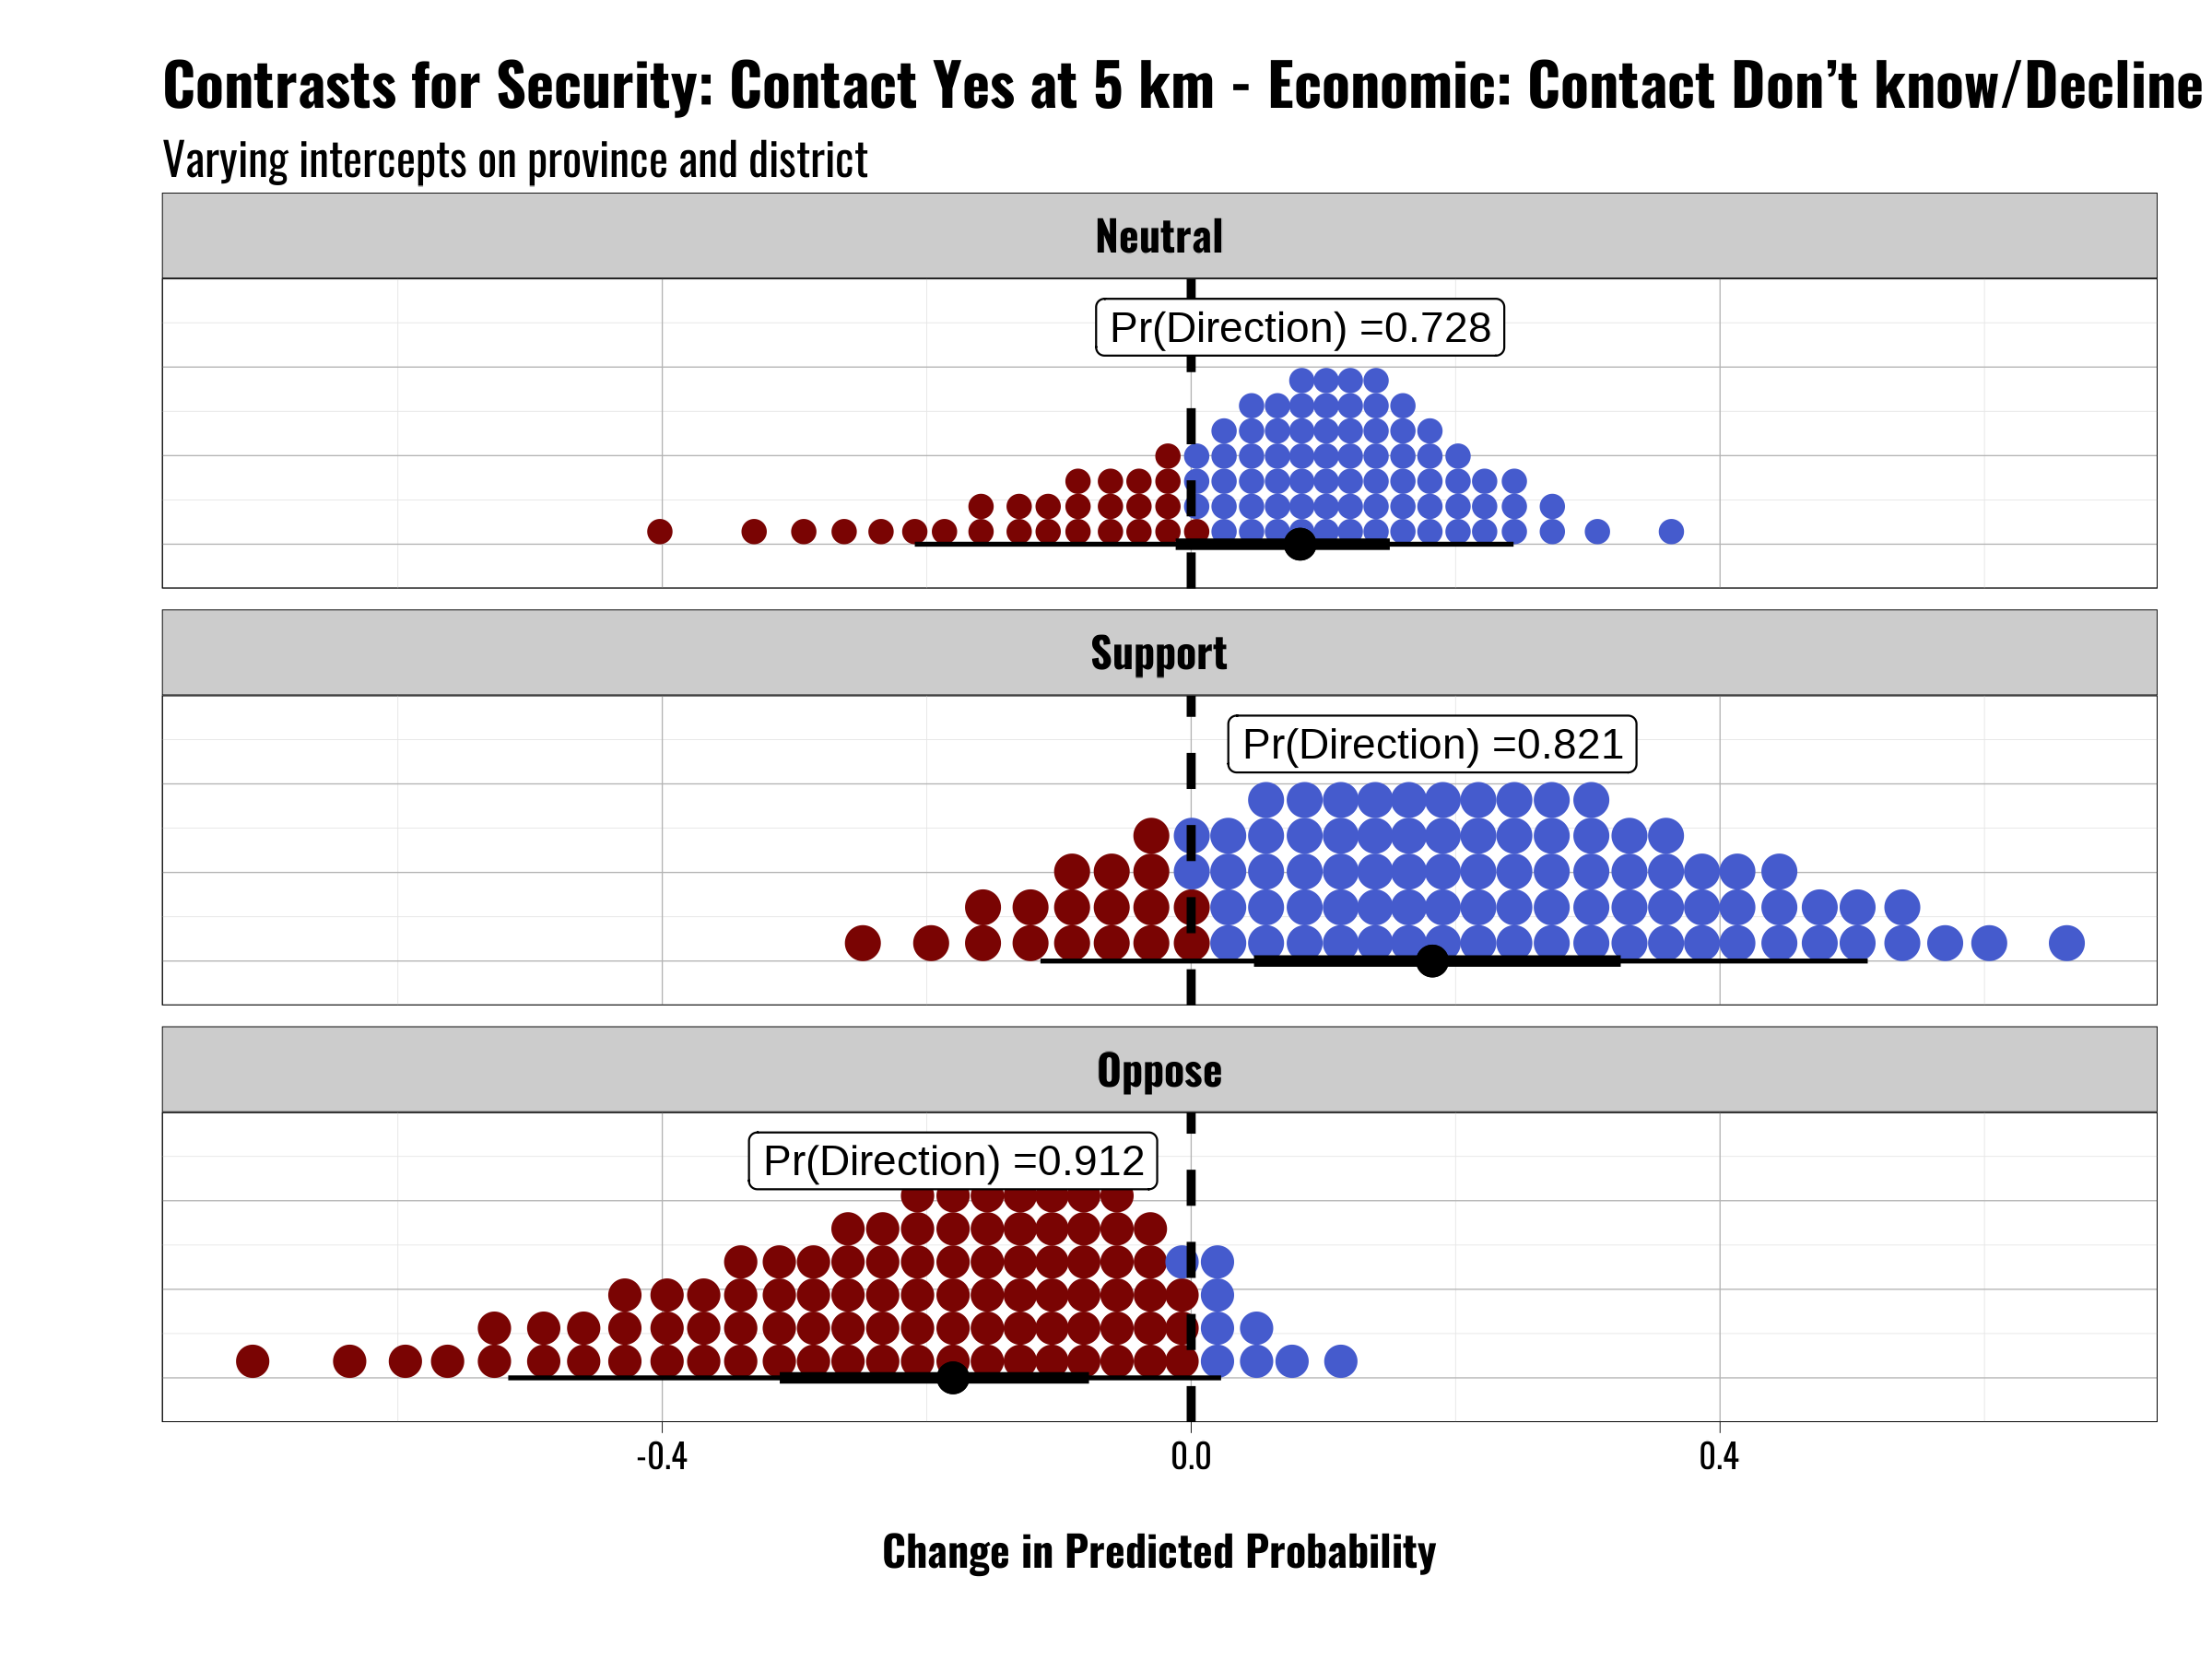 Contrasts for Security: Contact Yes at 5 km - Economic: Contact Don’t know/Decline
Varying intercepts on province and district
Neutral
Pr(Direction) =0.728
Support
Pr(Direction) =0.821
Oppose
Pr(Direction) =0.912
-0.4 0.0 0.4
Change in Predicted Probability